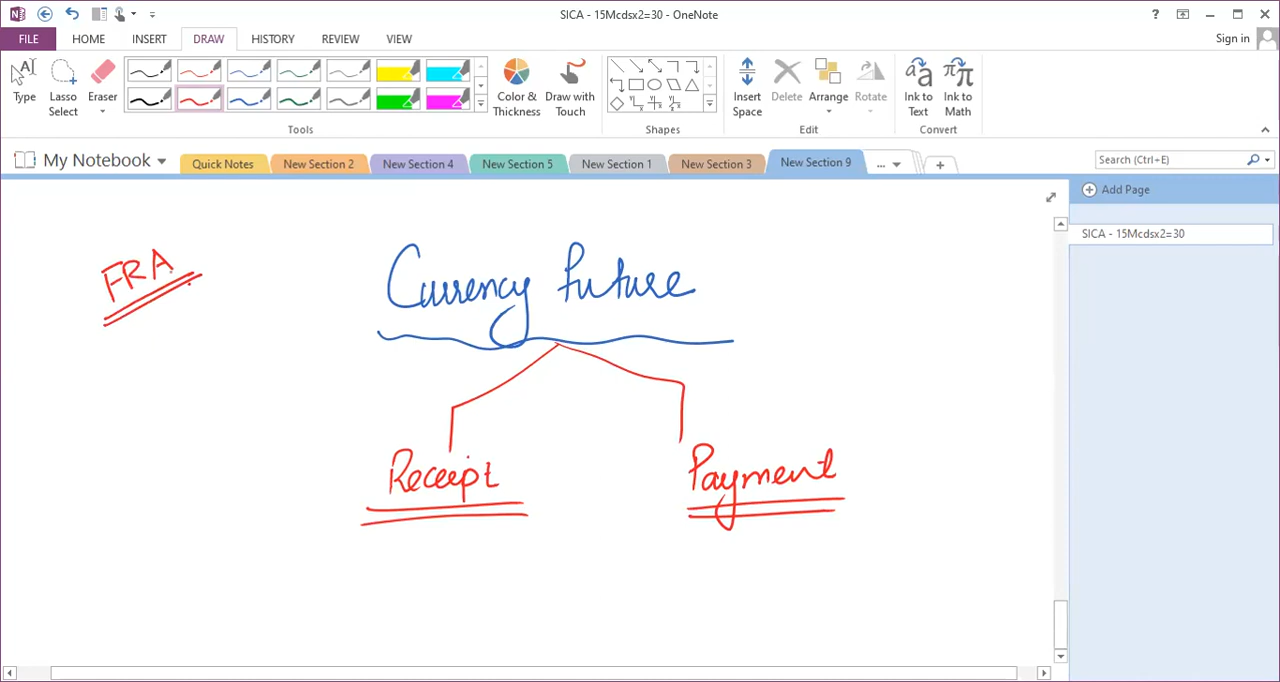 SICA - 15Mcdsx2=30 - OneNote
?
FILE HOME INSERT DRAW HISTORY REVIEW VIEW
Sign in
Type
Lasso Select
Eraser
Color & Thickness
Draw with Touch
Insert Space
Delete
Arrange
Rotate
Ink to Text
Ink to Math
Tools
Shapes
Edit
Convert
My Notebook
Quick Notes
New Section 2
New Section 4
New Section 5
New Section 1
New Section 3
New Section 9
...
Search (Ctrl+E)
Add Page
SICA - 15Mcdsx2=30
FRA
Currency Future
Receipt
Payment